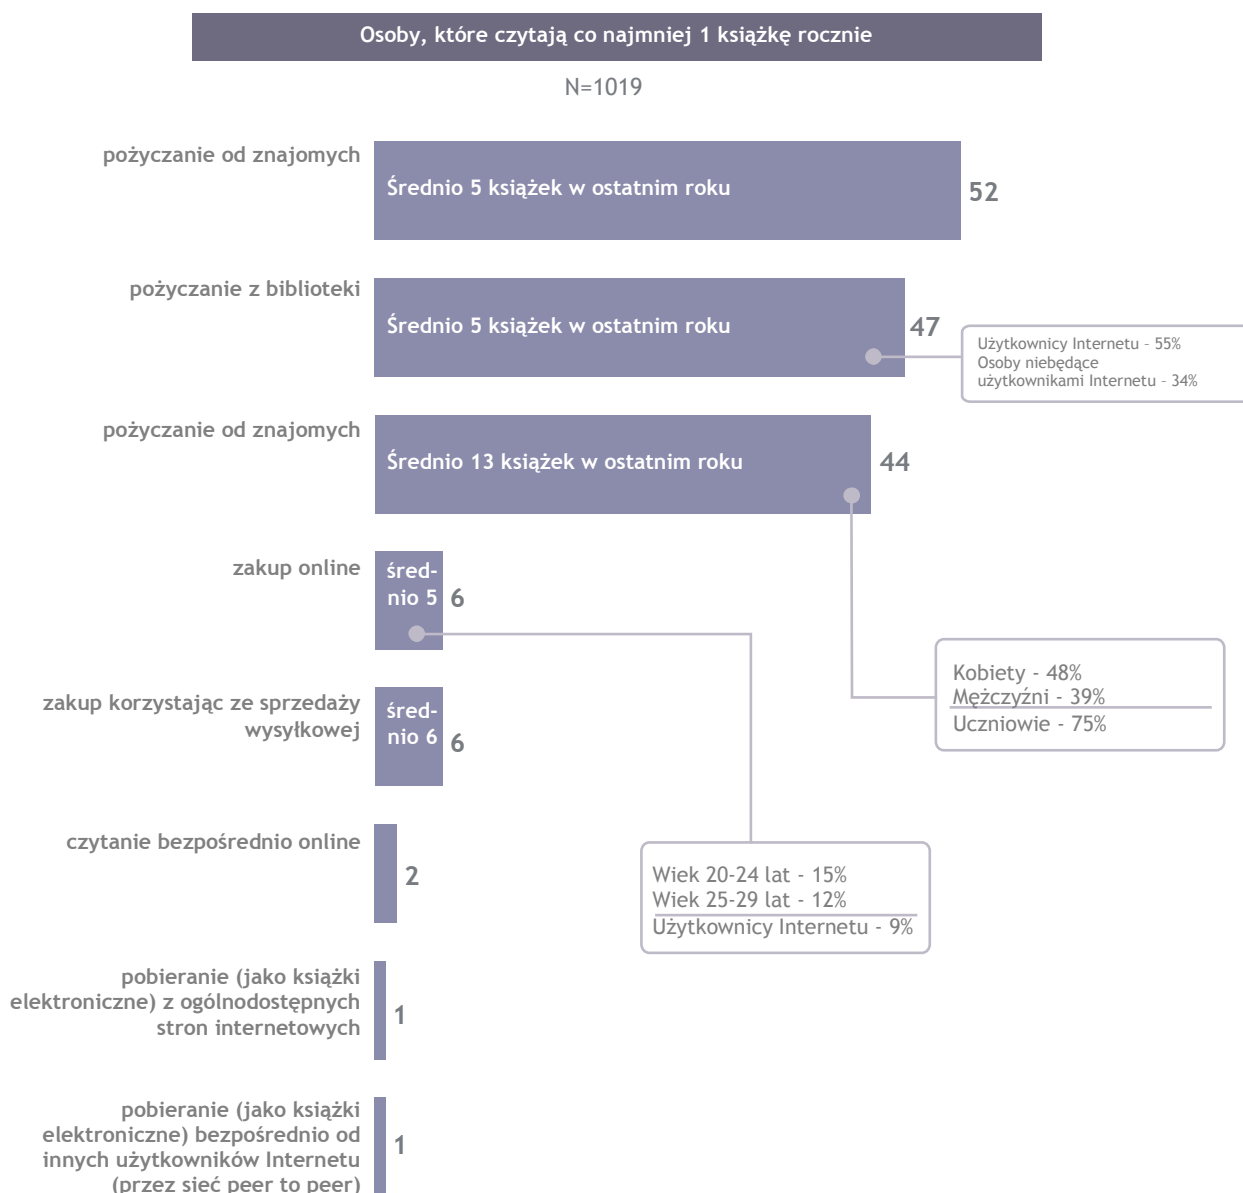 Osoby, które czytają co najmniej 1 książkę rocznie
N=1019
pożyczanie od znajomych
Średnio 5 książek w ostatnim roku
52
pożyczanie z biblioteki
Średnio 5 książek w ostatnim roku
47
Użytkownicy Internetu - 55%
Osoby niebędące
użytkownikami Internetu - 34%
pożyczanie od znajomych
Średnio 13 książek w ostatnim roku
44
Kobiety - 48%
Mężczyźni - 39%
Uczniowie - 75%
zakup online
śred-
nio 5
6
Wiek 20-24 lat - 15%
Wiek 25-29 lat - 12%
Użytkownicy Internetu - 9%
zakup korzystając ze sprzedaży
wysyłkowej
śred-
nio 6
6
czytanie bezpośrednio online
2
pobieranie (jako książki
elektroniczne) z ogólnodostępnych
stron internetowych
1
pobieranie (jako książki
elektroniczne) bezpośrednio od
innych użytkowników Internetu
(przez sieć peer to peer)
1